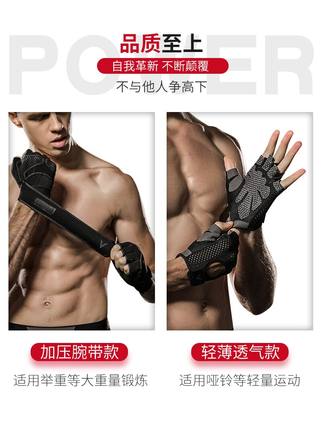 POWER
品质至上
自我革新 不断颠覆
不与他人争高下
加压腕带款
轻薄透气款
适用举重等大重量锻炼
适用哑铃等轻量运动